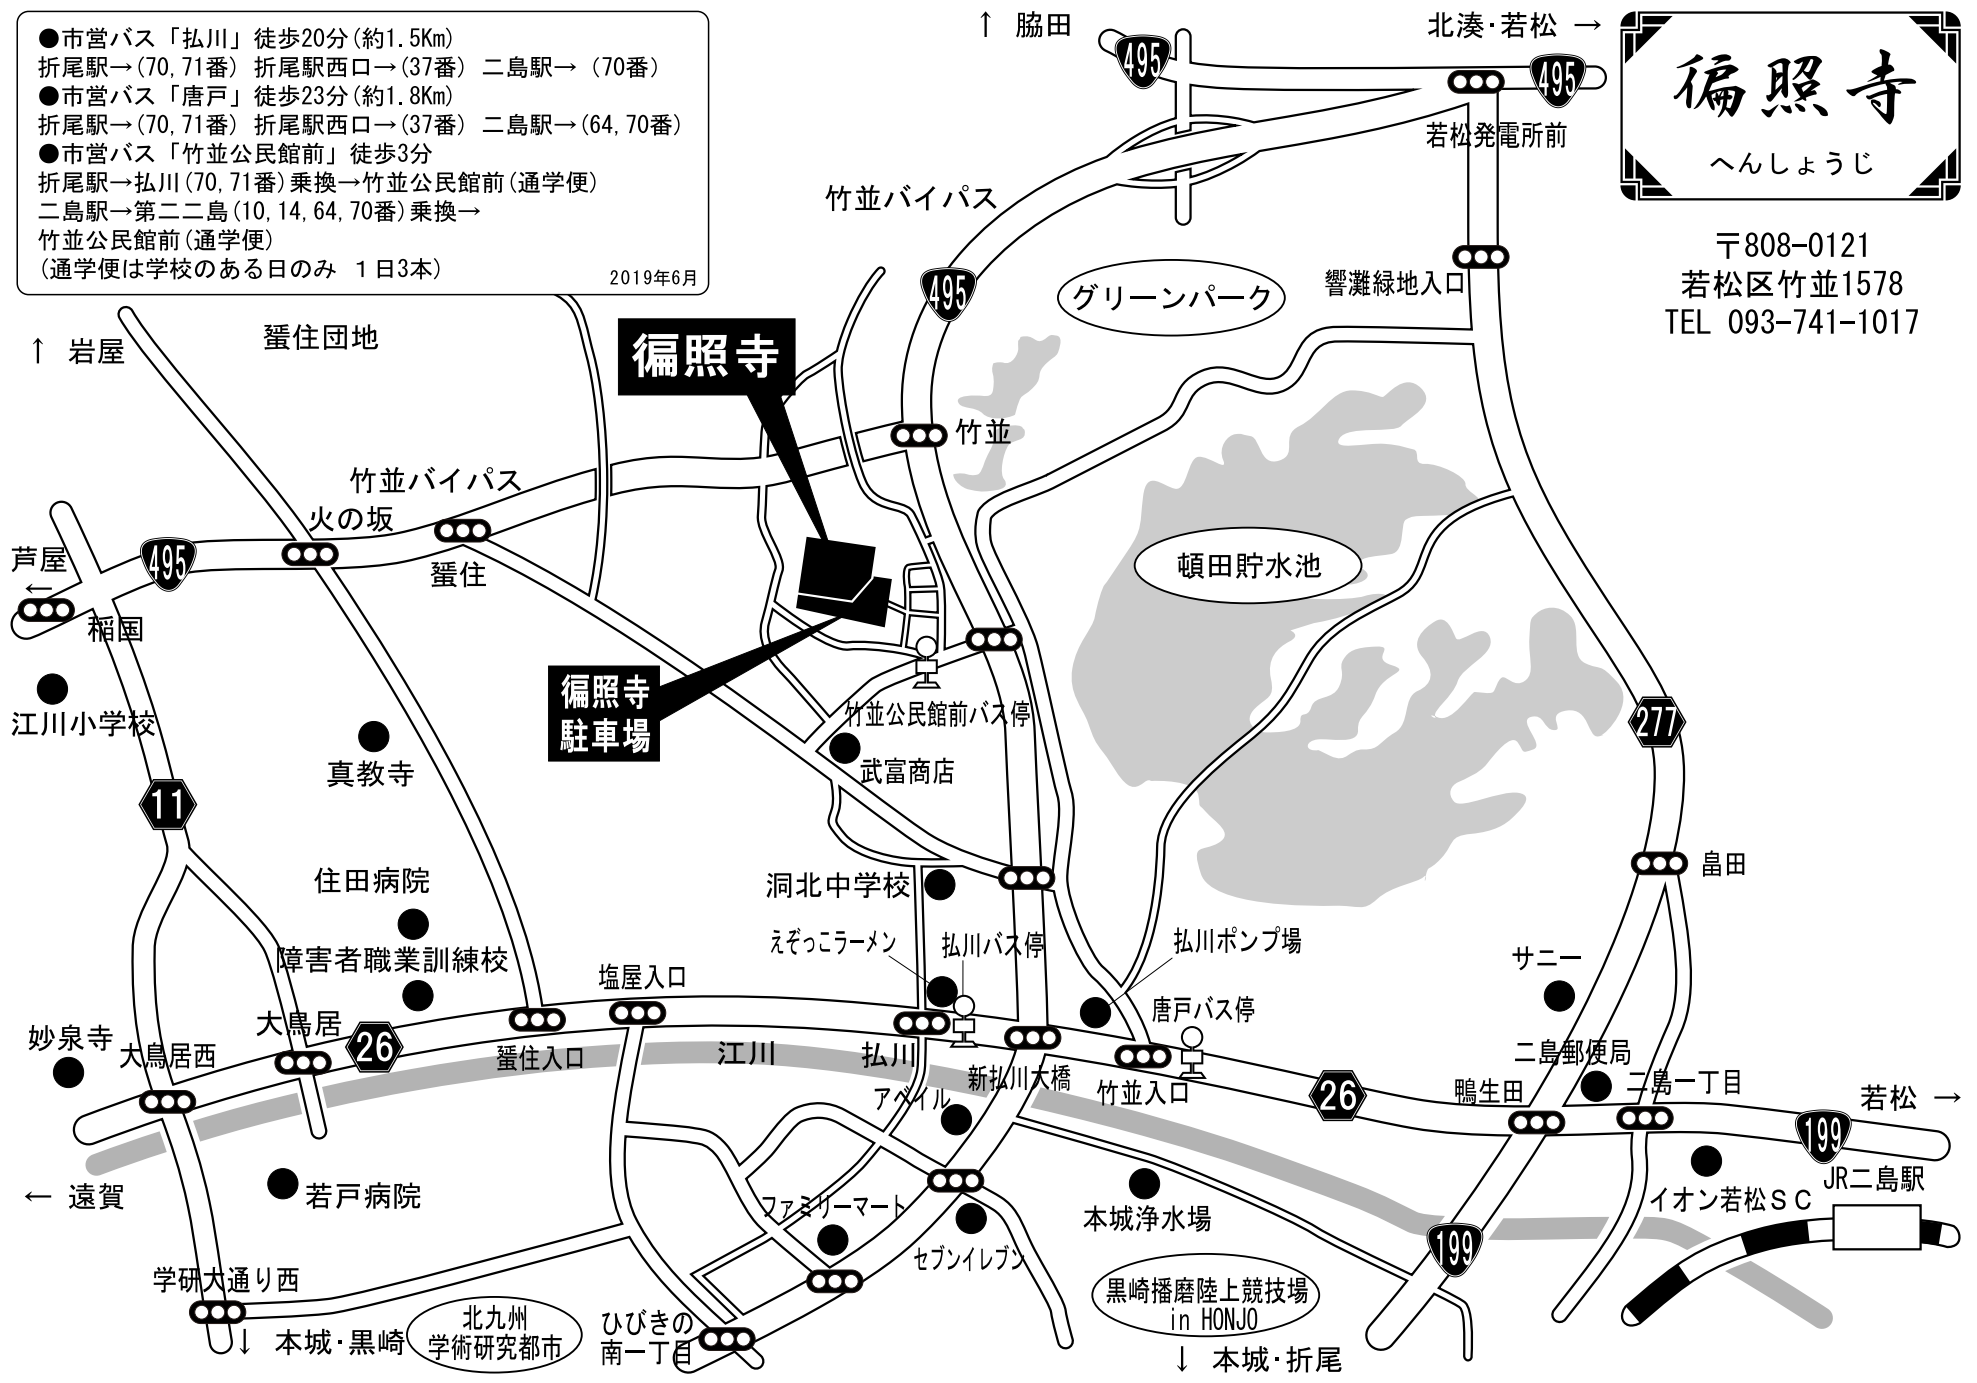 ●市営バス「払川」徒歩20分(約1.5Km)
折尾駅→(70,71番) 折尾駅西口→(37番) 二島駅→ (70番)
●市営バス「唐戸」徒歩23分(約1.8Km)
折尾駅→(70,71番) 折尾駅西口→(37番) 二島駅→(64,70番)
●市営バス「竹並公民館前」徒歩3分
折尾駅→払川(70,71番)乗換→竹並公民館前(通学便)
二島駅→第二二島(10,14,64,70番)乗換→
竹並公民館前(通学便)
(通学便は学校のある日のみ １日3本)
2019年6月
↑ 脇田
北湊・若松 →
徧照寺
へんしょうじ
〒808-0121
若松区竹並1578
TEL 093-741-1017
495
495
若松発電所前
竹並バイパス
495
グリーンパーク
響灘緑地入口
↑ 岩屋
蜑住団地
徧照寺
竹並
竹並バイパス
火の坂
芦屋
←
495
蜑住
頓田貯水池
稲国
江川小学校
徧照寺
駐車場
竹並公民館前バス停
277
真教寺
武富商店
11
畠田
住田病院
洞北中学校
障害者職業訓練校
えぞっこラーメン
払川バス停
払川ポンプ場
サニー
塩屋入口
唐戸バス停
妙泉寺
大鳥居
大鳥居西
26
蜑住入口
江川
払川
新払川大橋
アベイル
竹並入口
26
二島郵便局
鴨生田
二島一丁目
若松 →
199
← 遠賀
若戸病院
ファミリーマート
本城浄水場
イオン若松ＳＣ
JR二島駅
セブンイレブン
199
学研大通り西
↓ 本城・黒崎
北九州
学術研究都市
ひびきの
南一丁目
黒崎播磨陸上競技場
in HONJO
↓ 本城・折尾